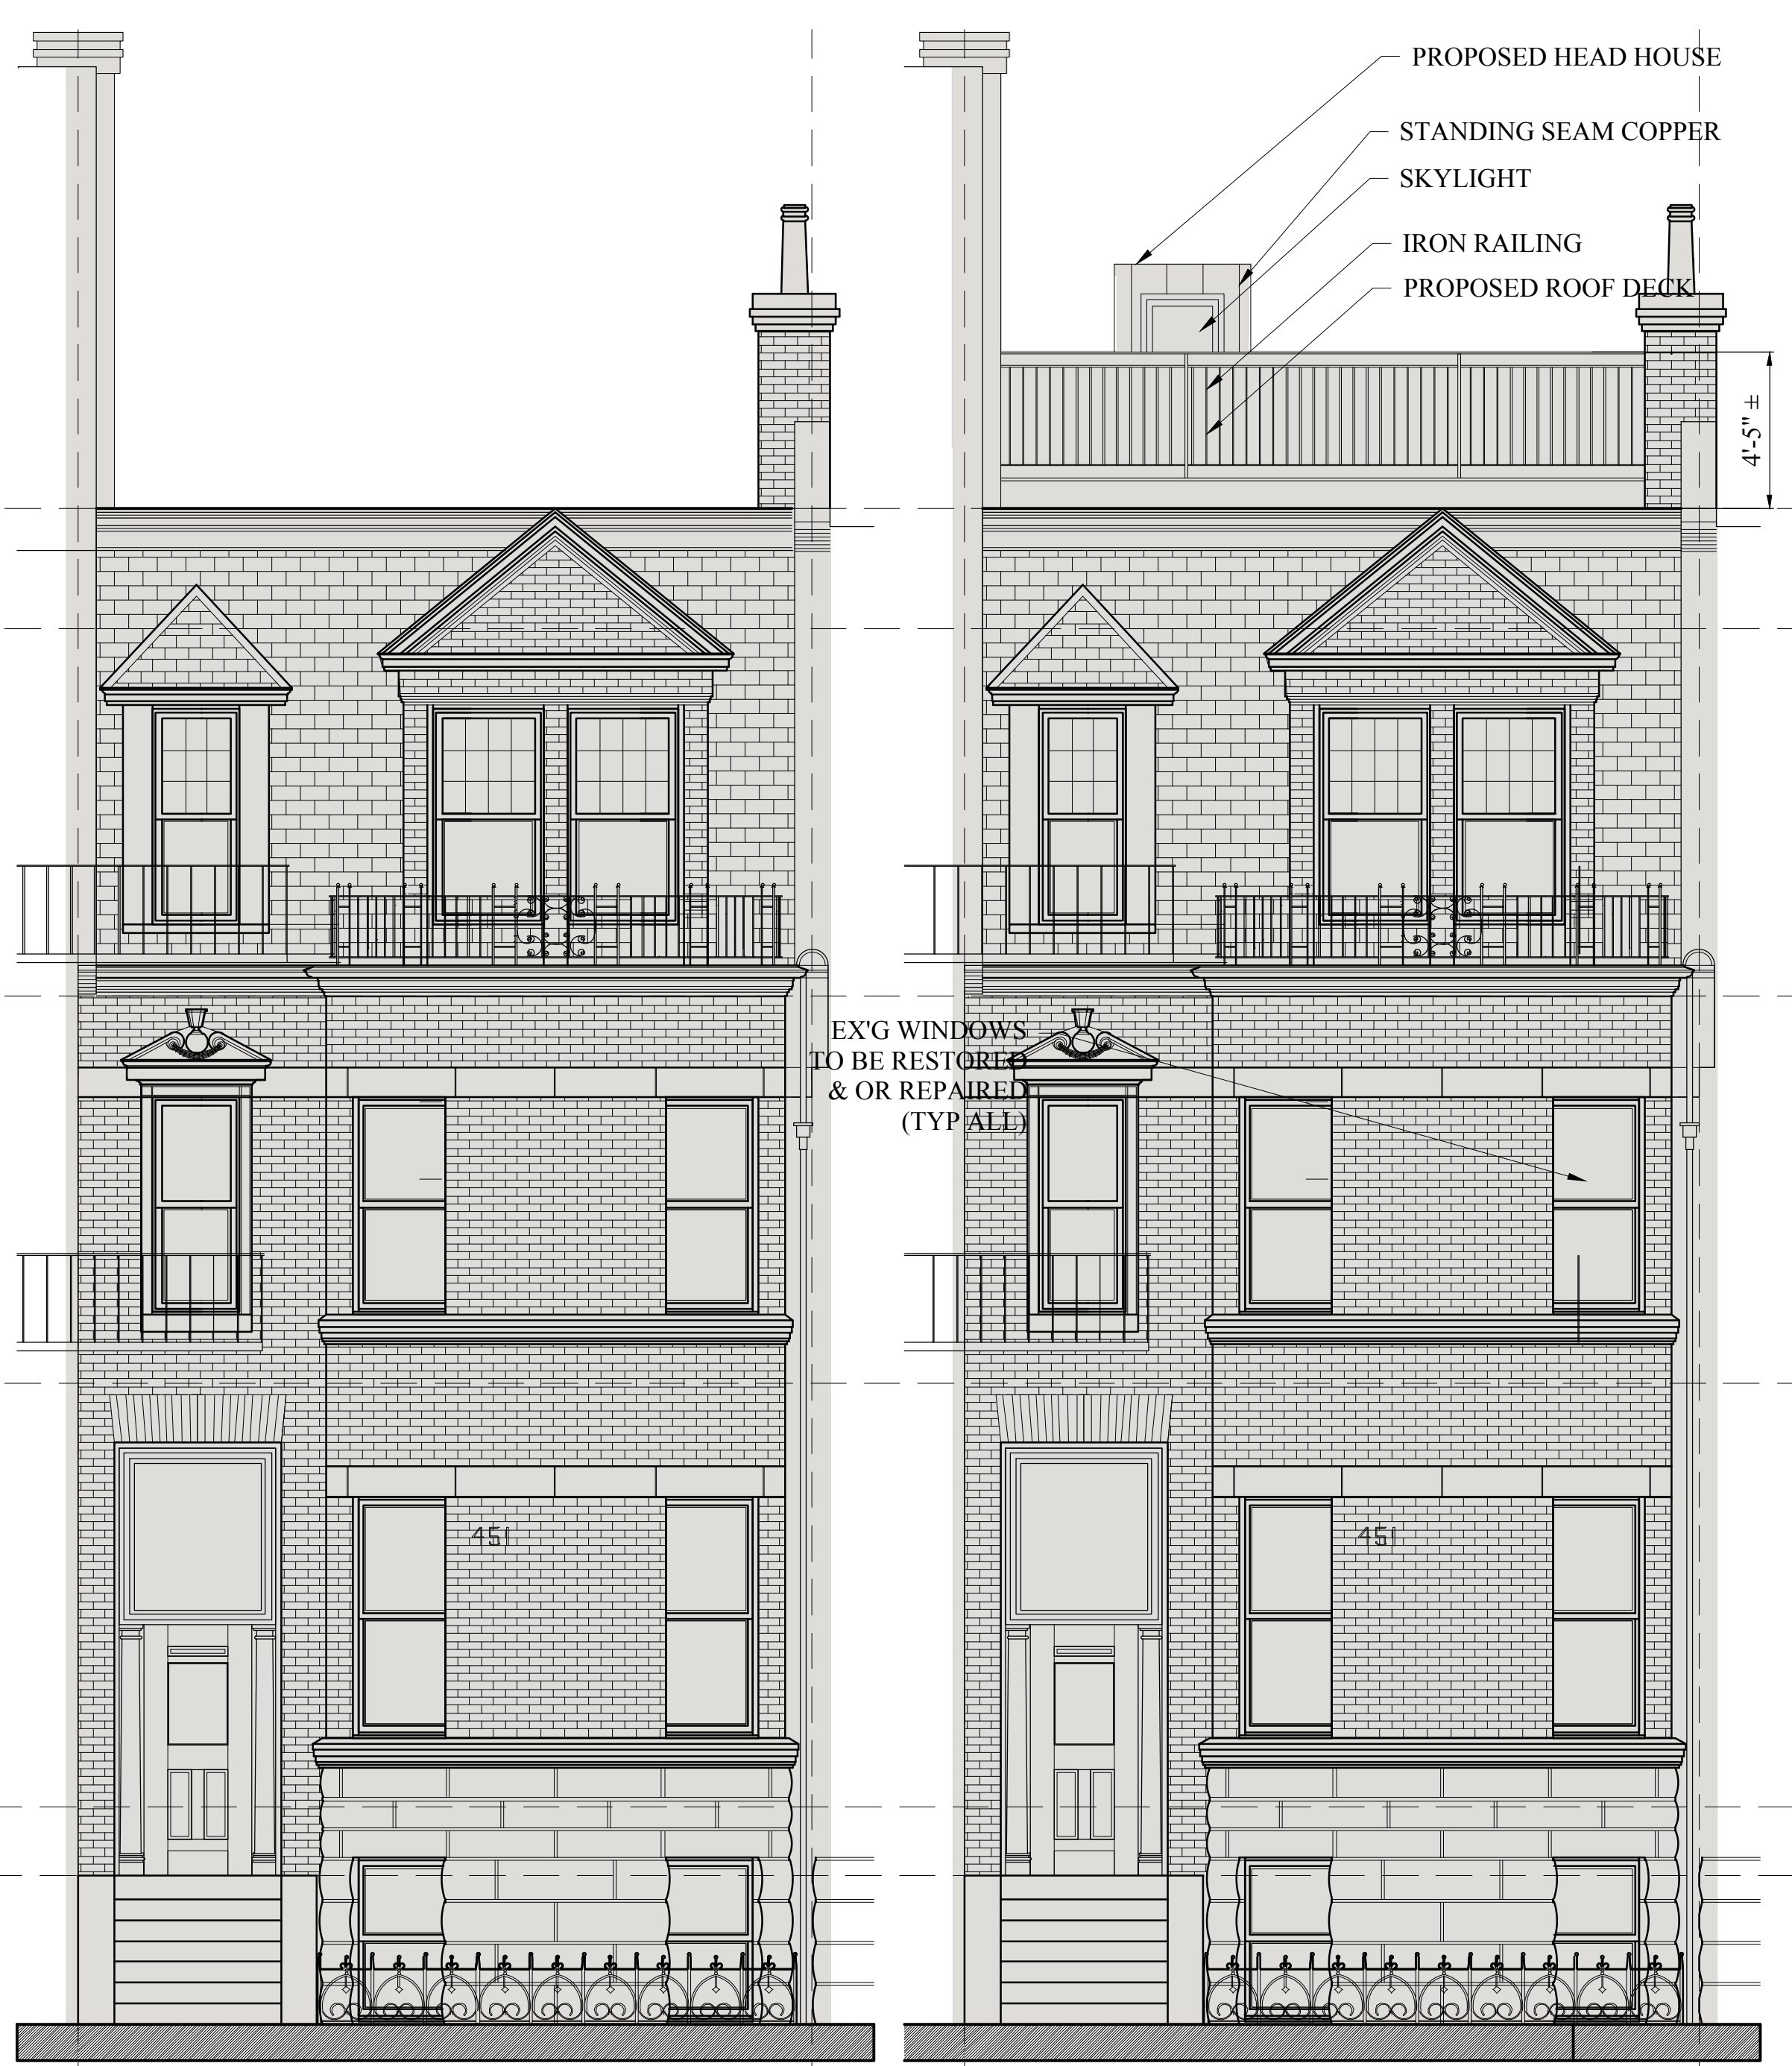 PROPOSED HEAD HOUSE
STANDING SEAM COPPER
SKYLIGHT
IRON RAILING
PROPOSED ROOF DECK
4'-5" ±
EX'G WINDOWS
TO BE RESTORED
& OR REPAIRED
(TYP ALL)
451
451